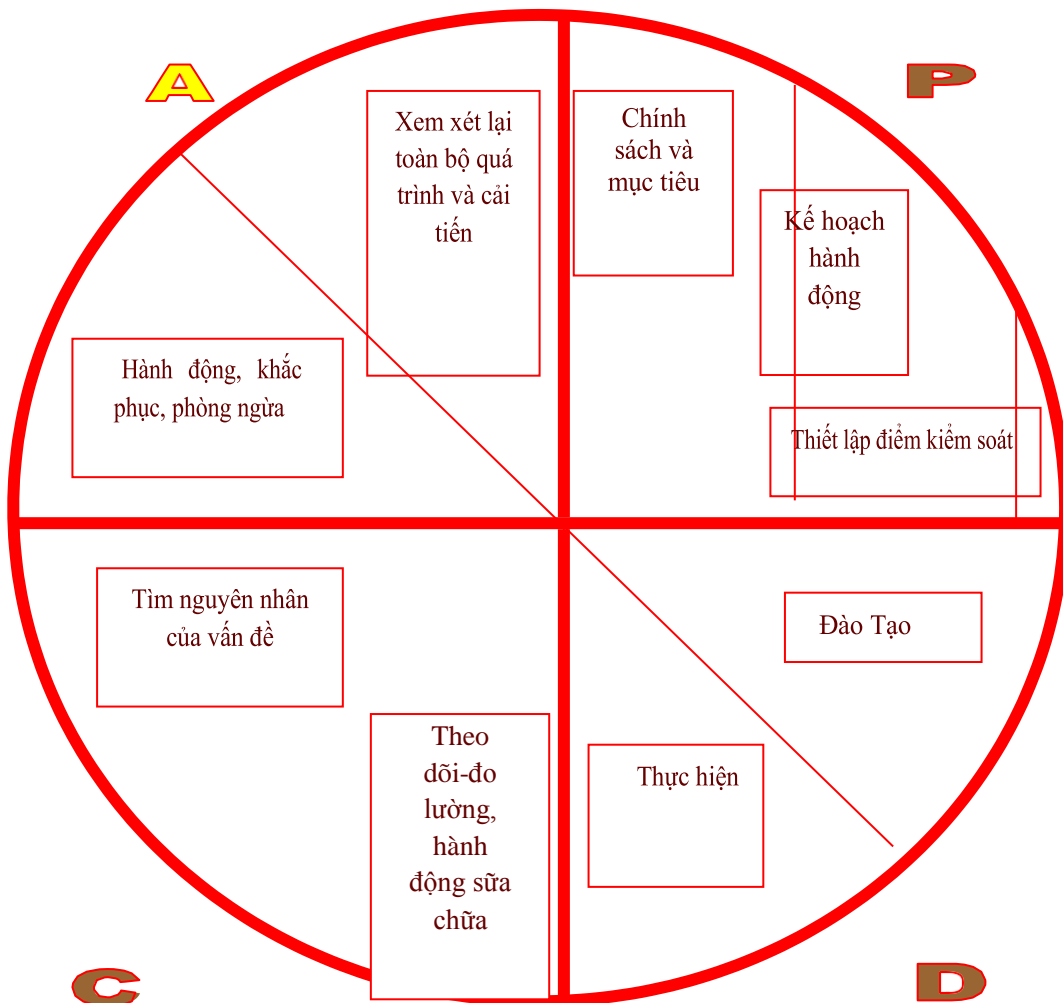 A
P
Xem xét lại
toàn bộ quá
trình và cải
tiến
Chính
sách và
mục tiêu
Kế hoạch
hành
động
Hành động, khắc
phục, phòng ngừa
Thiết lập điểm kiểm soát
Tìm nguyên nhân
của vấn đề
Đào Tạo
Theo
dõi-đo
lường,
hành
động sữa
chữa
Thực hiện
C
D